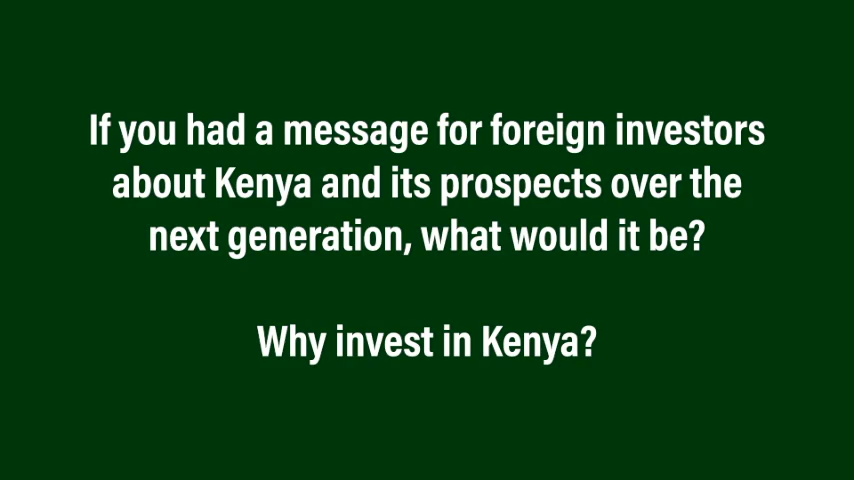 If you had a message for foreign investors
about Kenya and its prospects over the
next generation, what would it be?
Why invest in Kenya?